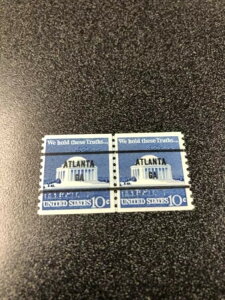 We hold these Truths... We hold these Truths...
ATLANTA ATLANTA
GA GA
UNITED STATES 10c UNITED STATES 10c